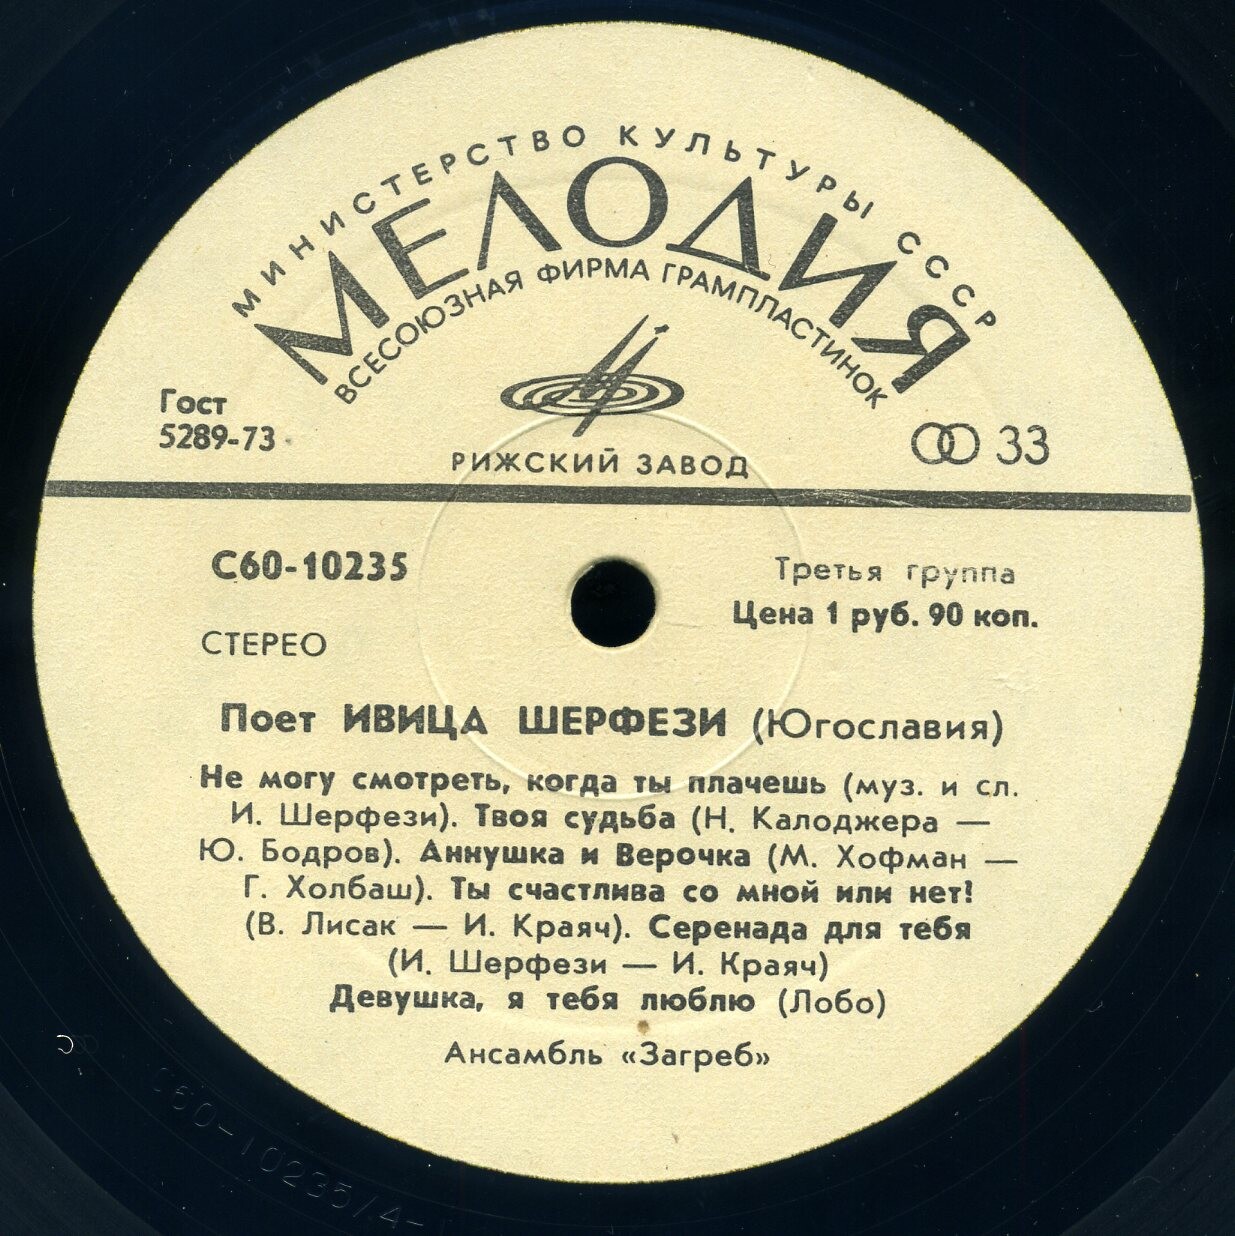 МИНИСТЕРСТВО КУЛЬТУРЫ СССР
МЕЛОДИЯ
ВСЕСОЮЗНАЯ ФИРМА ГРАМПЛАСТИНОК
Гост
5289-73
33
РИЖСКИЙ ЗАВОД
С60-10235
Третья группа
Цена 1 руб. 90 коп.
СТЕРЕО
Поет ИВИЦА ШЕРФЕЗИ (Югославия)
Не могу смотреть, когда ты плачешь (муз. и сл.
И. Шерфези). Твоя судьба (Н. Калоджера —
Ю. Бодров). Аннушка и Верочка (М. Хофман —
Г. Холбаш). Ты счастлива со мной или нет!
(В. Лисак — И. Краяч). Серенада для тебя
(И. Шерфези — И. Краяч)
Девушка, я тебя люблю (Лобо)
Ансамбль «Загреб»
С60-10235/4-